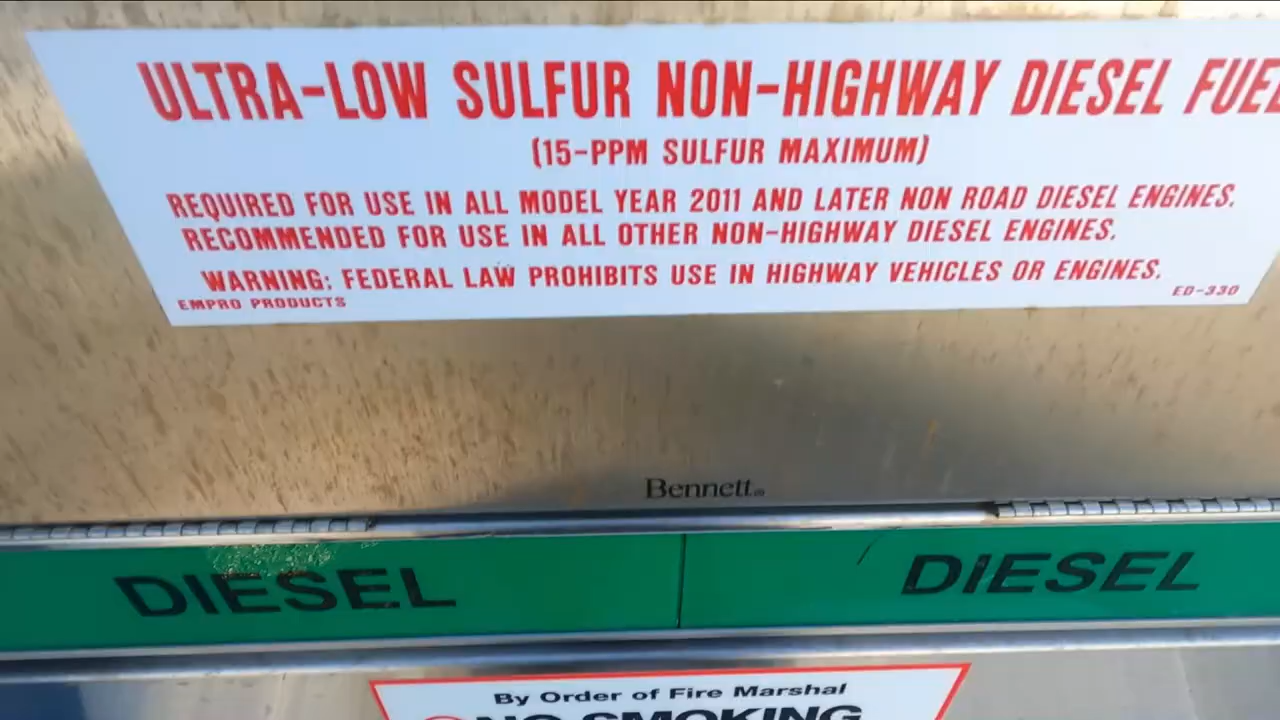 ULTRA-LOW SULFUR NON-HIGHWAY DIESEL FUEL
(15-PPM SULFUR MAXIMUM)
REQUIRED FOR USE IN ALL MODEL YEAR 2011 AND LATER NON ROAD DIESEL ENGINES.
RECOMMENDED FOR USE IN ALL OTHER NON-HIGHWAY DIESEL ENGINES.
WARNING: FEDERAL LAW PROHIBITS USE IN HIGHWAY VEHICLES OR ENGINES.
EMPRO PRODUCTS
ED-330
Bennett®
DIESEL
DIESEL
By Order of Fire Marshal
NO SMOKING